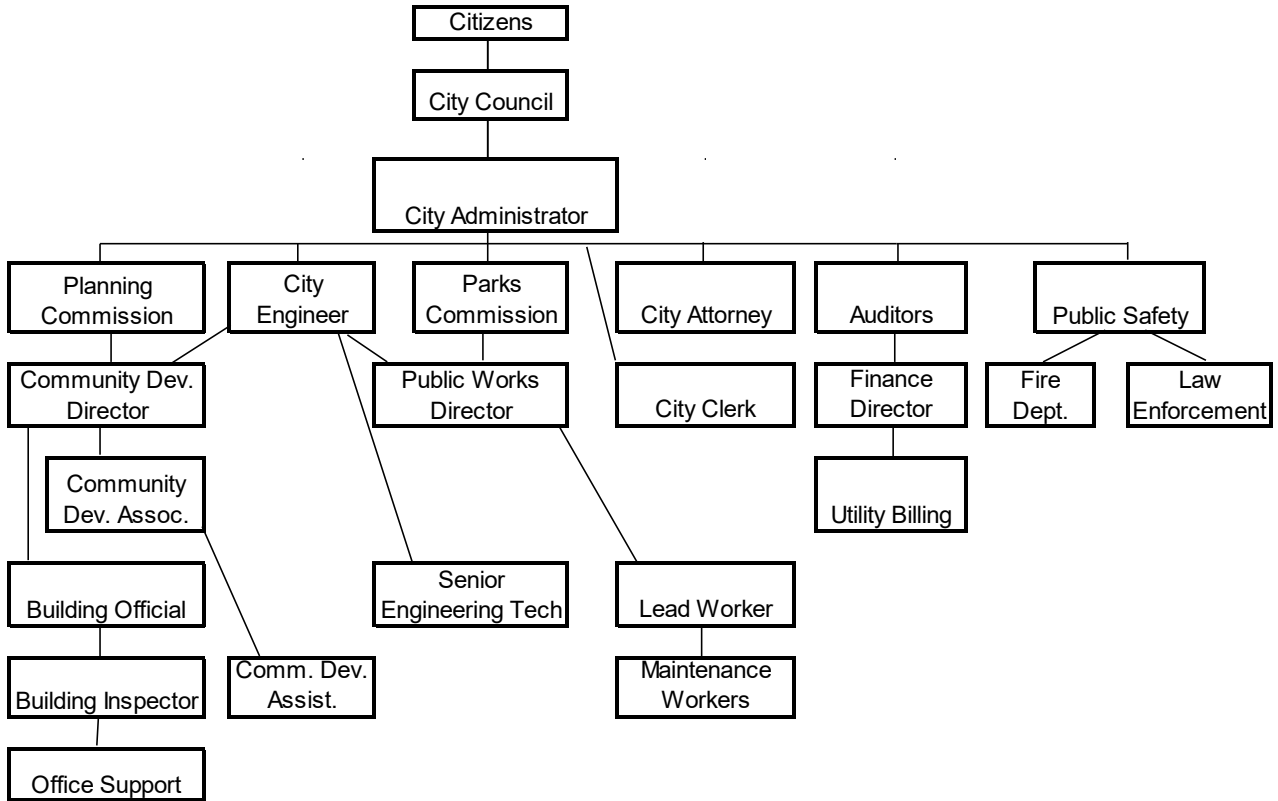 Citizens
City Council
City Administrator
Planning
Commission
City
Engineer
Parks
Commission
City Attorney
Auditors
Public Safety
Community Dev.
Director
Public Works
Director
City Clerk
Finance
Director
Fire
Dept.
Law
Enforcement
Community
Dev. Assoc.
Utility Billing
Building Official
Senior
Engineering Tech
Lead Worker
Building Inspector
Comm. Dev.
Assist.
Maintenance
Workers
Office Support